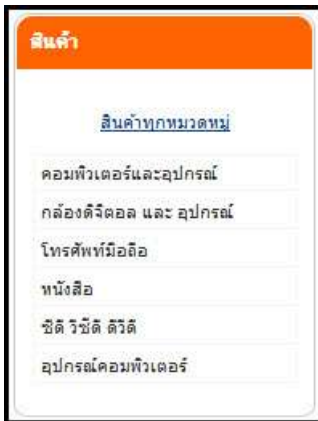 สินค้า
สินค้าทุกหมวดหมู่
คอมพิวเตอร์และอุปกรณ์
กล้องดิจิตอล และ อุปกรณ์
โทรศัพท์มือถือ
หนังสือ
ซีดี วิซีดี ดีวีดี
อุปกรณ์คอมพิวเตอร์